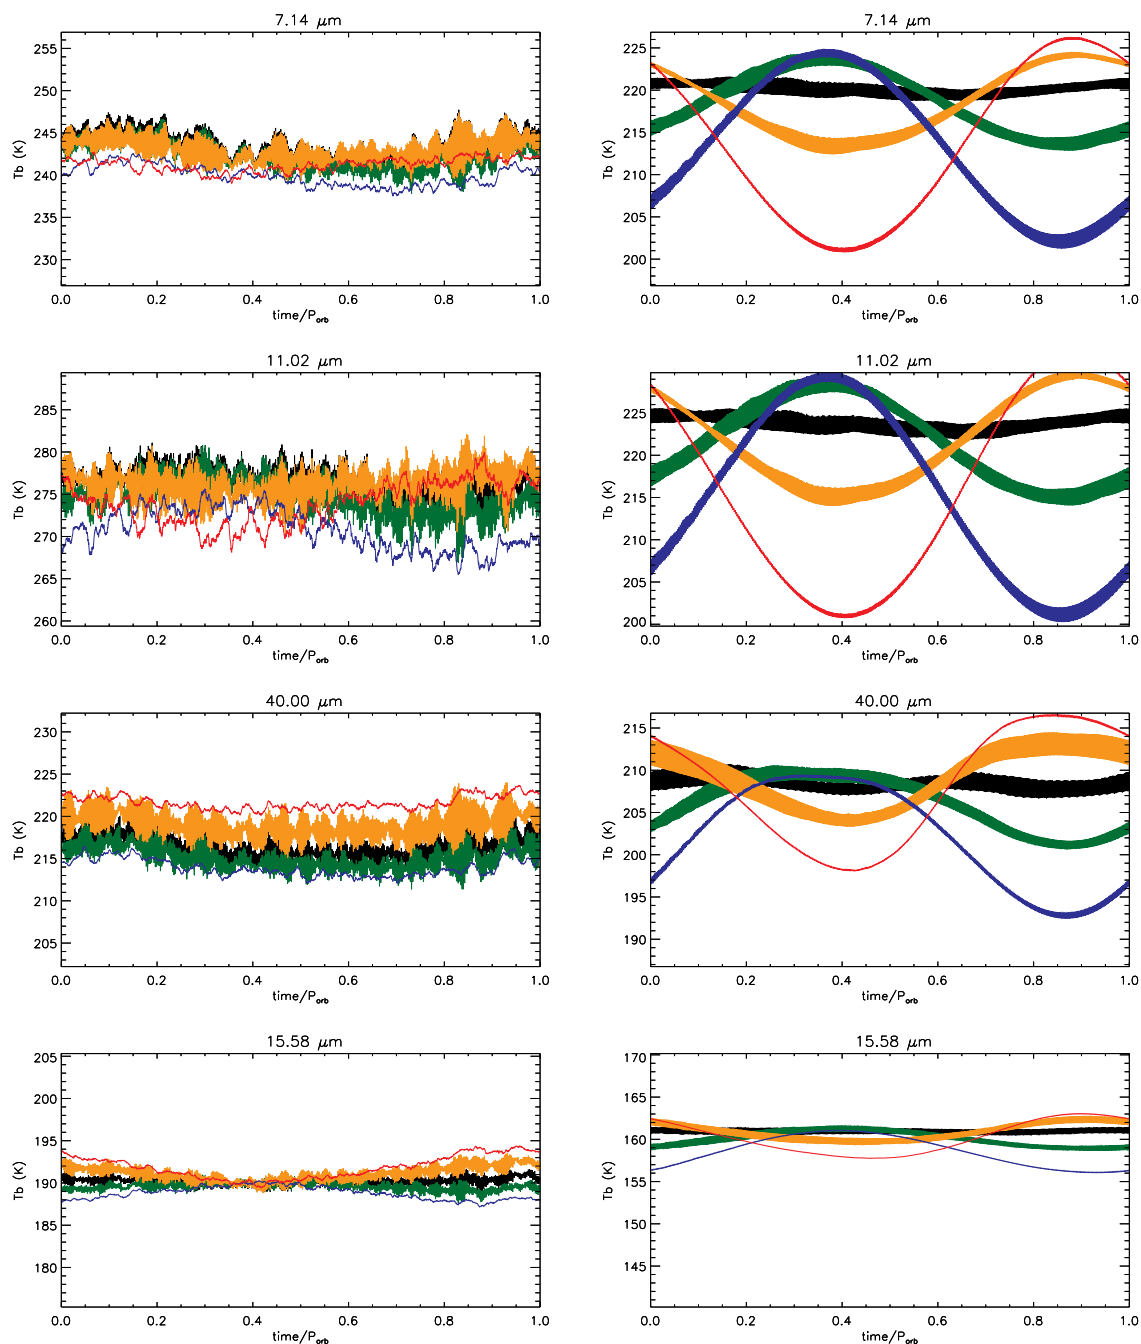 7.14 μm
255
250
245
240
235
230
Tb (K)
0.0 0.2 0.4 0.6 0.8 1.0
time/Porb
7.14 μm
225
220
215
210
205
200
Tb (K)
0.0 0.2 0.4 0.6 0.8 1.0
time/Porb
11.02 μm
285
280
275
270
265
260
Tb (K)
0.0 0.2 0.4 0.6 0.8 1.0
time/Porb
11.02 μm
225
220
215
210
205
200
Tb (K)
0.0 0.2 0.4 0.6 0.8 1.0
time/Porb
40.00 μm
230
225
220
215
210
205
Tb (K)
0.0 0.2 0.4 0.6 0.8 1.0
time/Porb
40.00 μm
215
210
205
200
195
190
Tb (K)
0.0 0.2 0.4 0.6 0.8 1.0
time/Porb
15.58 μm
205
200
195
190
185
180
Tb (K)
0.0 0.2 0.4 0.6 0.8 1.0
time/Porb
15.58 μm
170
165
160
155
150
145
Tb (K)
0.0 0.2 0.4 0.6 0.8 1.0
time/Porb